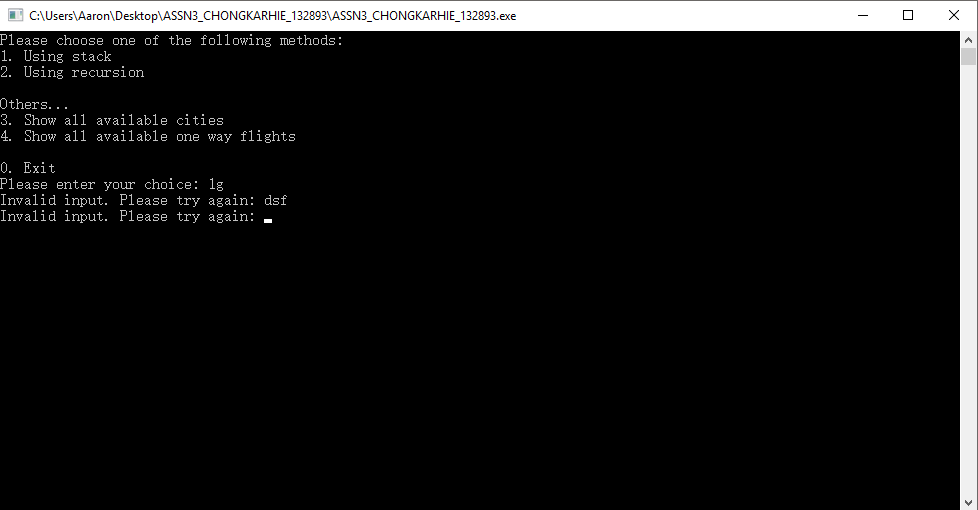 C:\Users\Aaron\Desktop\ASSN3_CHONGKARHIE_132893\ASSN3_CHONGKARHIE_132893.exe
Please choose one of the following methods:
1. Using stack
2. Using recursion
Others...
3. Show all available cities
4. Show all available one way flights
0. Exit
Please enter your choice: 1g
Invalid input. Please try again: dsf
Invalid input. Please try again: